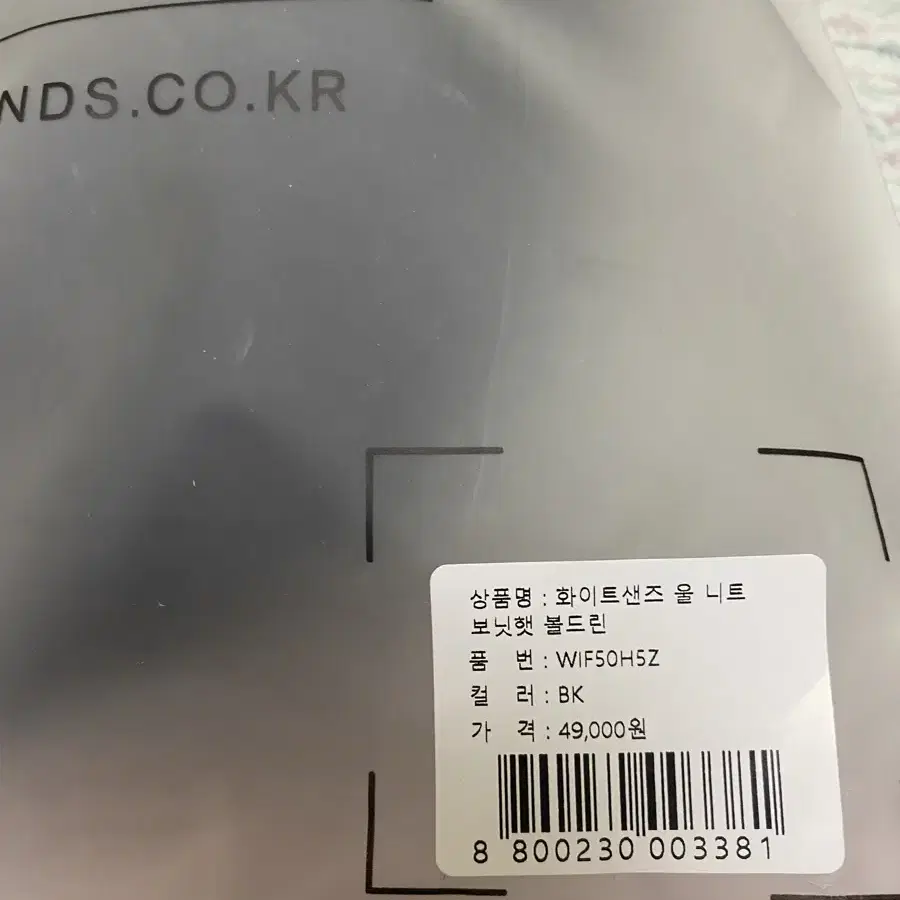 NDS.CO.KR
상품명 : 화이트샌즈 울 니트
보닛햇 볼드린
품 번 : WIF50H5Z
컬 러 : BK
가 격 : 49,000원
8 800230 003381